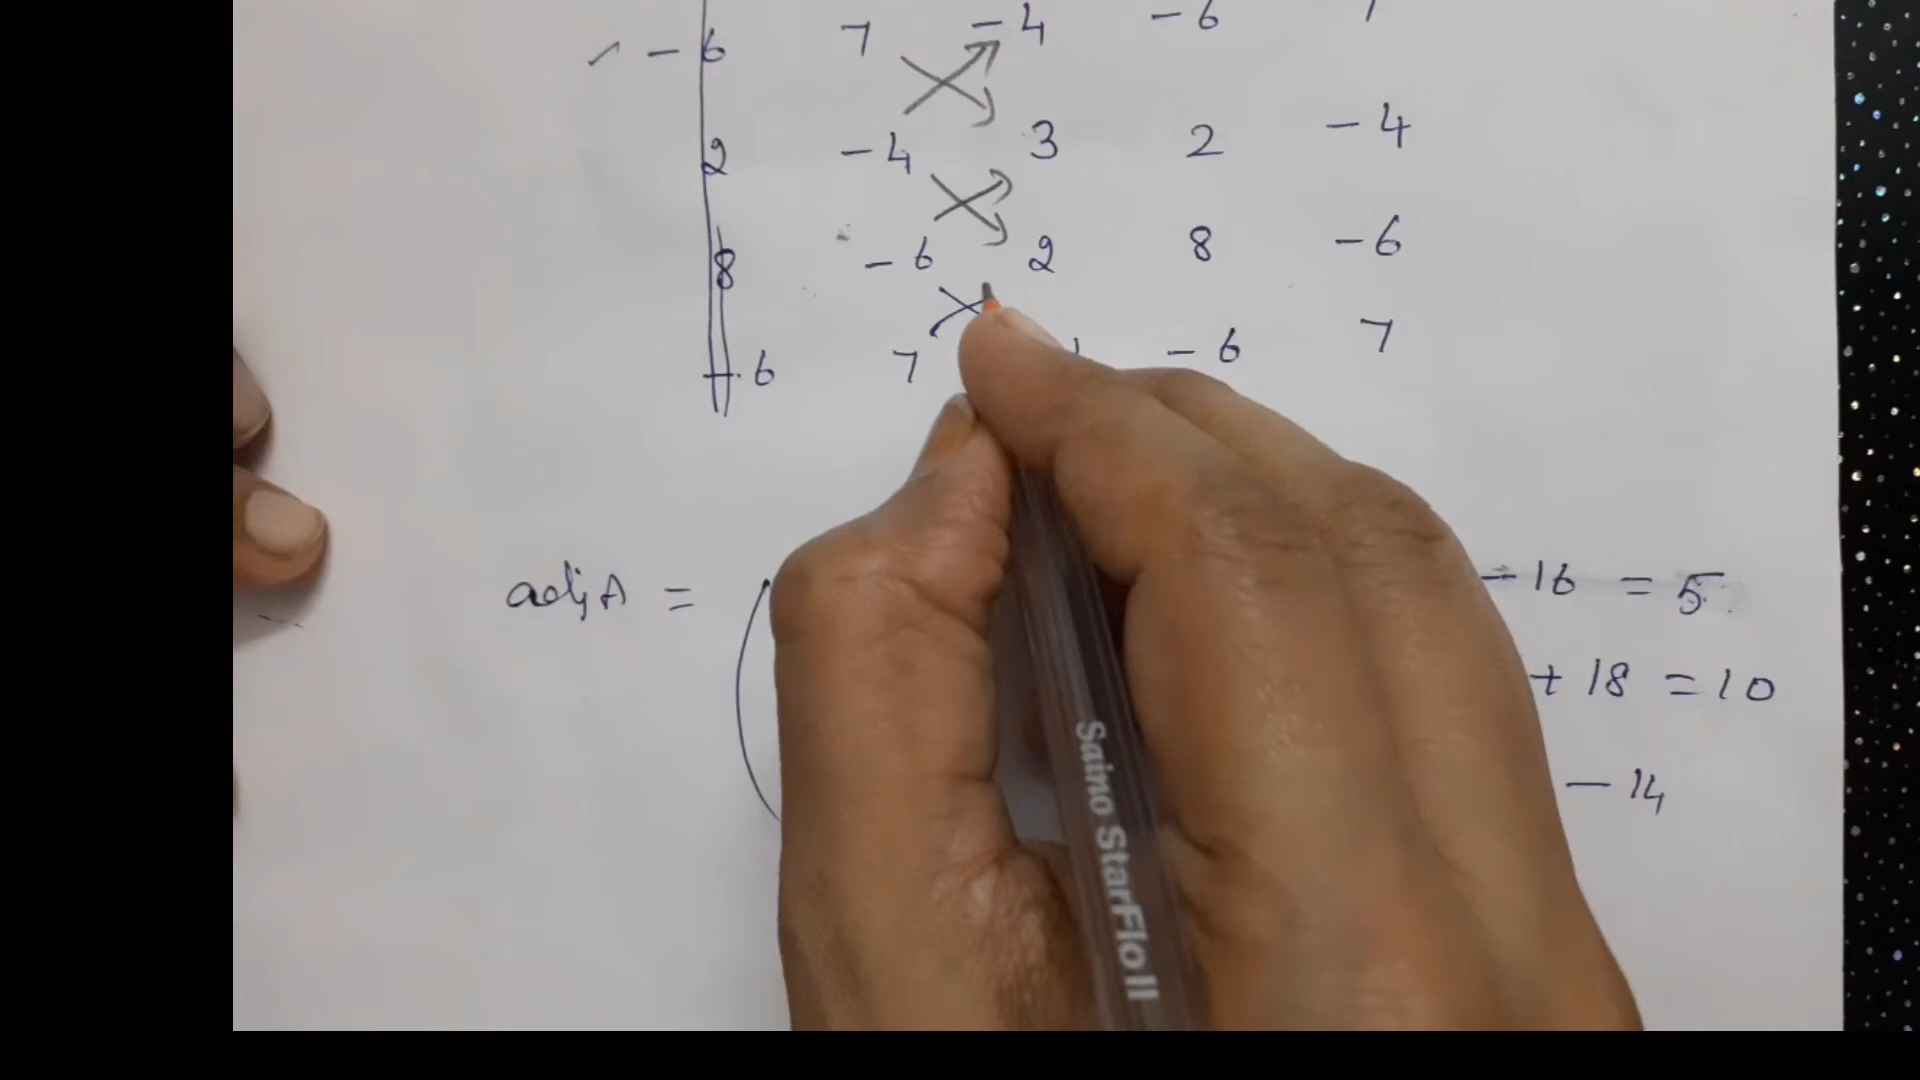 - 6 7 - 4 - 6
2 - 4 3 2 - 4
8 - 6 2 8 - 6
- 6 7 - 6 7
adj A = - 16 = 5
+ 18 = 10
- 14
Saino StarFlo II